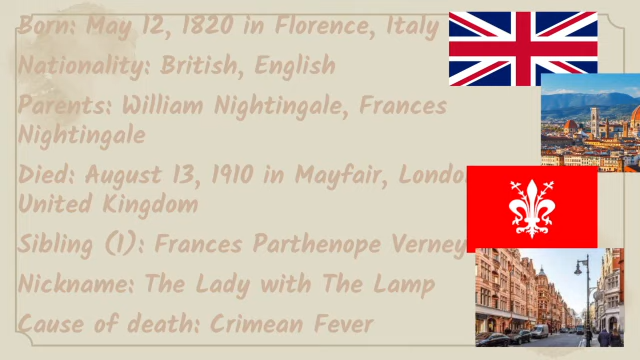 Born: May 12, 1820 in Florence, Italy
Nationality: British, English
Parents: William Nightingale, Frances
Nightingale
Died: August 13, 1910 in Mayfair, London
United Kingdom
Sibling (1): Frances Parthenope Verney
Nickname: The Lady with The Lamp
Cause of death: Crimean Fever